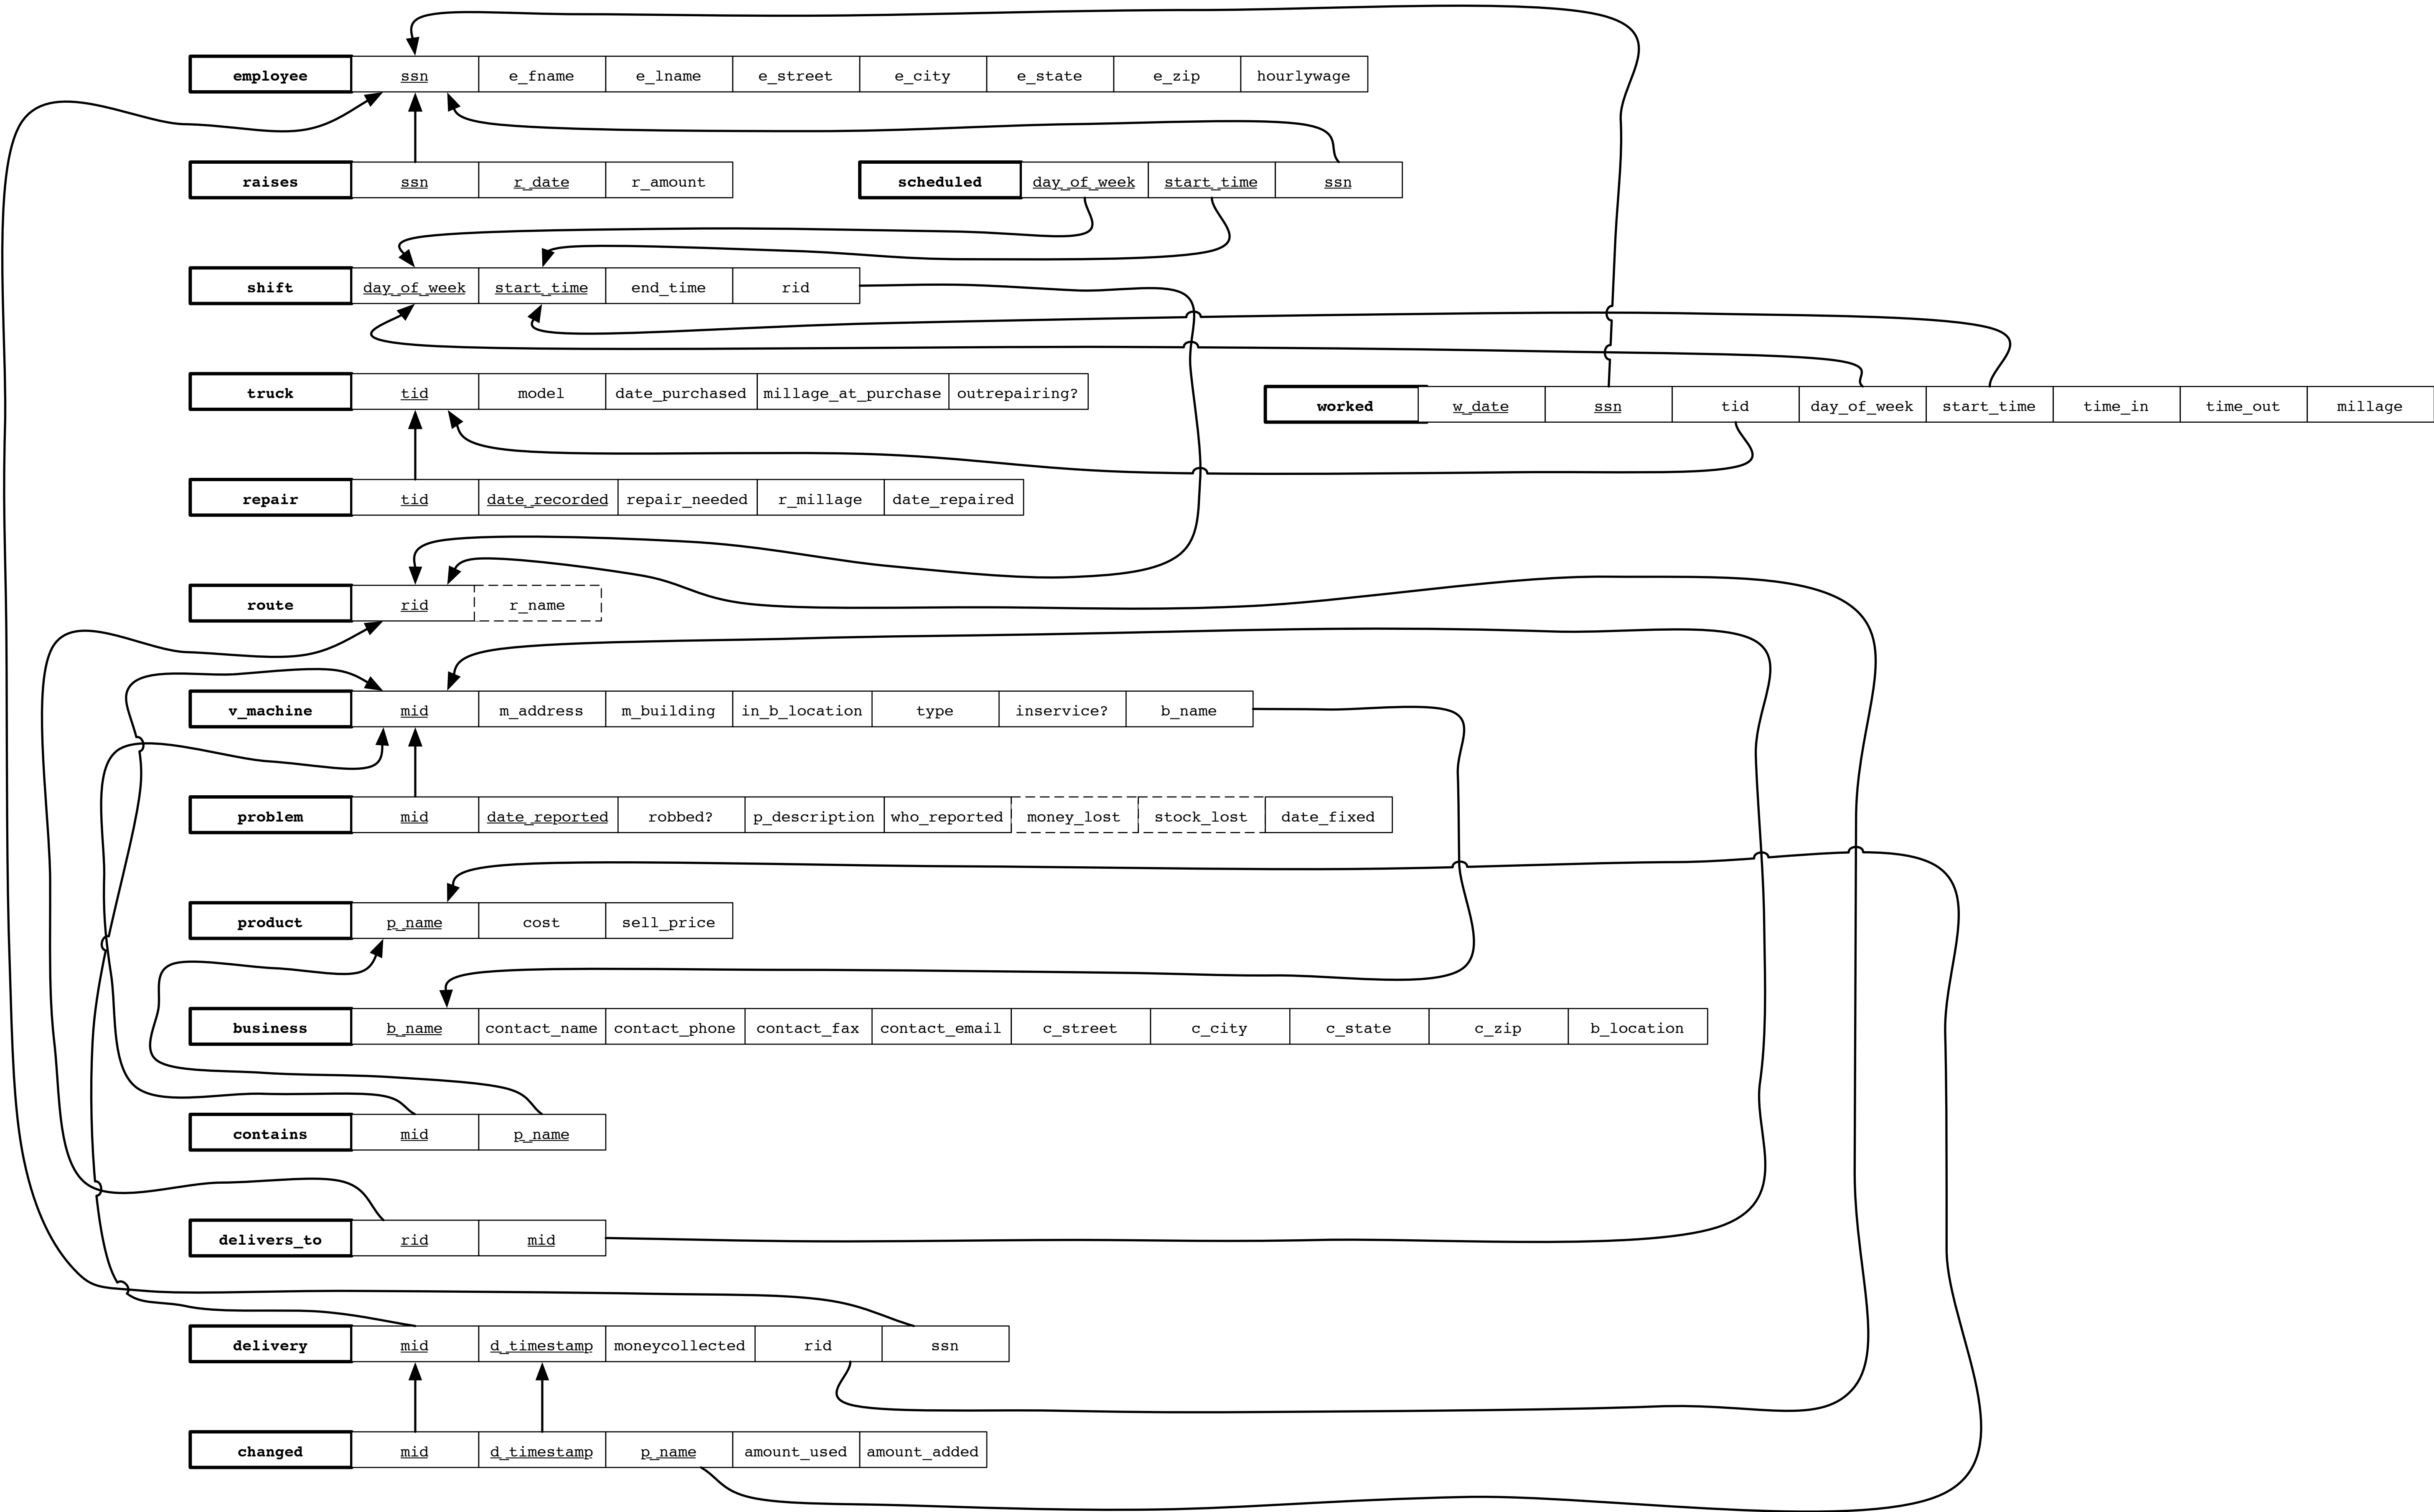 employee ssn e_fname e_lname e_street e_city e_state e_zip hourlywage
raises ssn r_date r_amount
scheduled day_of_week start_time ssn
shift day_of_week start_time end_time rid
truck tid model date_purchased millage_at_purchase outrepairing?
worked w_date ssn tid day_of_week start_time time_in time_out millage
repair tid date_recorded repair_needed r_millage date_repaired
route rid r_name
v_machine mid m_address m_building in_b_location type inservice? b_name
problem mid date_reported robbed? p_description who_reported money_lost stock_lost date_fixed
product p_name cost sell_price
business b_name contact_name contact_phone contact_fax contact_email c_street c_city c_state c_zip b_location
contains mid p_name
delivers_to rid mid
delivery mid d_timestamp moneycollected rid ssn
changed mid d_timestamp p_name amount_used amount_added